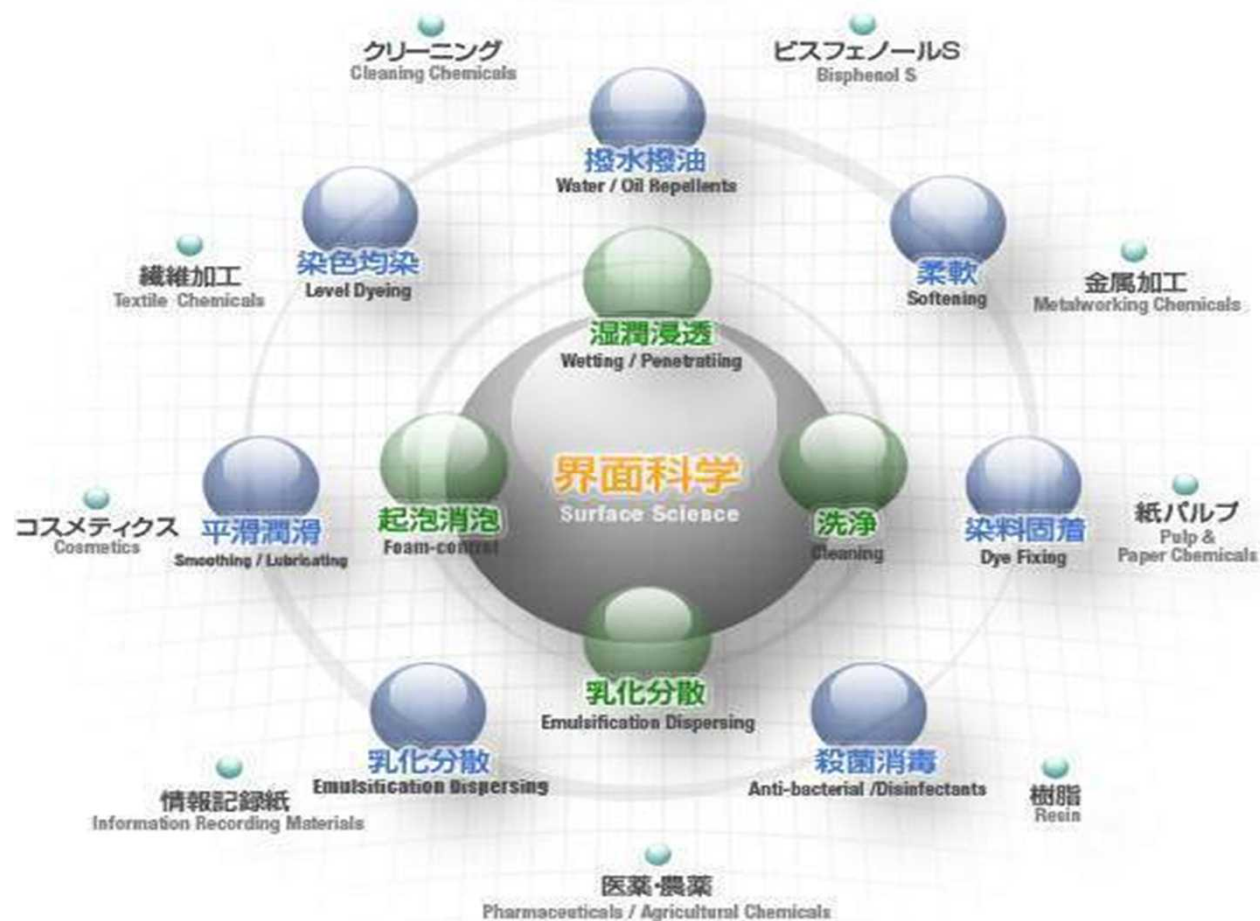 クリーニング
Cleaning Chemicals
ビスフェノールS
Bisphenol S
撥水撥油
Water / Oil Repellents
染色均染
Level Dyeing
柔軟
Softening
繊維加工
Textile Chemicals
金属加工
Metalworking Chemicals
湿潤浸透
Wetting / Penetratiing
界面科学
Surface Science
コスメティクス
Cosmetics
平滑潤滑
Smoothing / Lubricating
起泡消泡
Foam-control
洗浄
Cleaning
染料固着
Dye Fixing
紙パルプ
Pulp &
Paper Chemicals
乳化分散
Emulsification Dispersing
乳化分散
Emulsification Dispersing
殺菌消毒
Anti-bacterial /Disinfectants
情報記録紙
Information Recording Materials
樹脂
Resin
医薬・農薬
Pharmaceuticals / Agricultural Chemicals